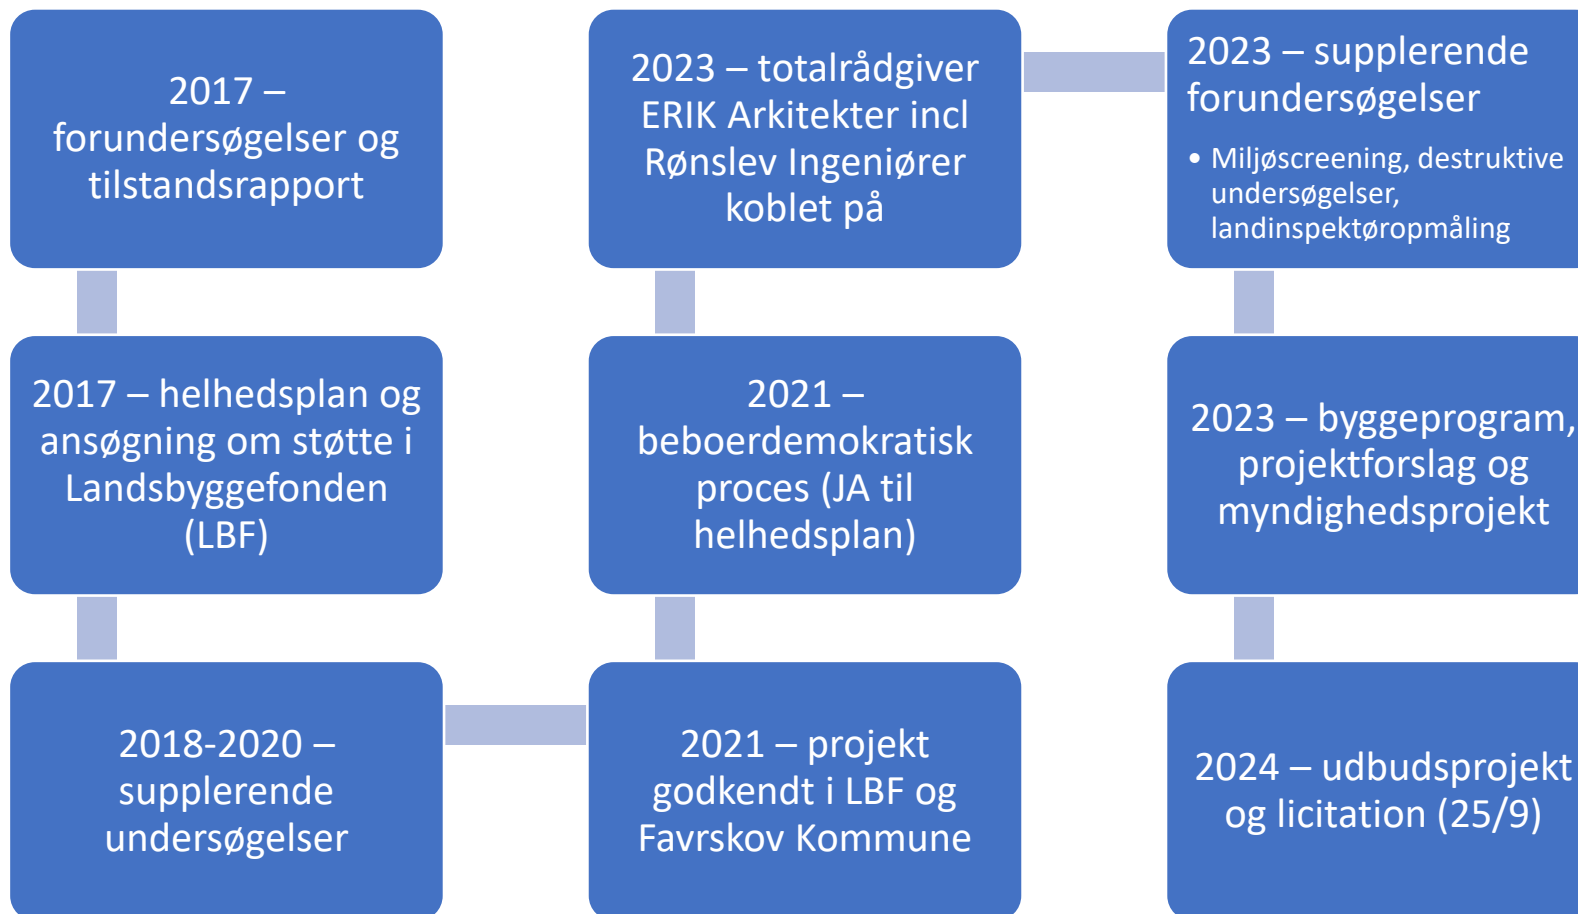 2017 –
forundersøgelser og
tilstandsrapport
2017 – helhedsplan og
ansøgning om støtte i
Landsbyggefonden
(LBF)
2018-2020 –
supplerende
undersøgelser
2021 – projekt
godkendt i LBF og
Favrskov Kommune
2021 –
beboerdemokratisk
proces (JA til
helhedsplan)
2023 – totalrådgiver
ERIK Arkitekter incl
Rønslev Ingeniører
koblet på
2023 – supplerende
forundersøgelser
• Miljøscreening, destruktive
undersøgelser,
landinspektøropmåling
2023 – byggeprogram,
projektforslag og
myndighedsprojekt
2024 – udbudsprojekt
og licitation (25/9)